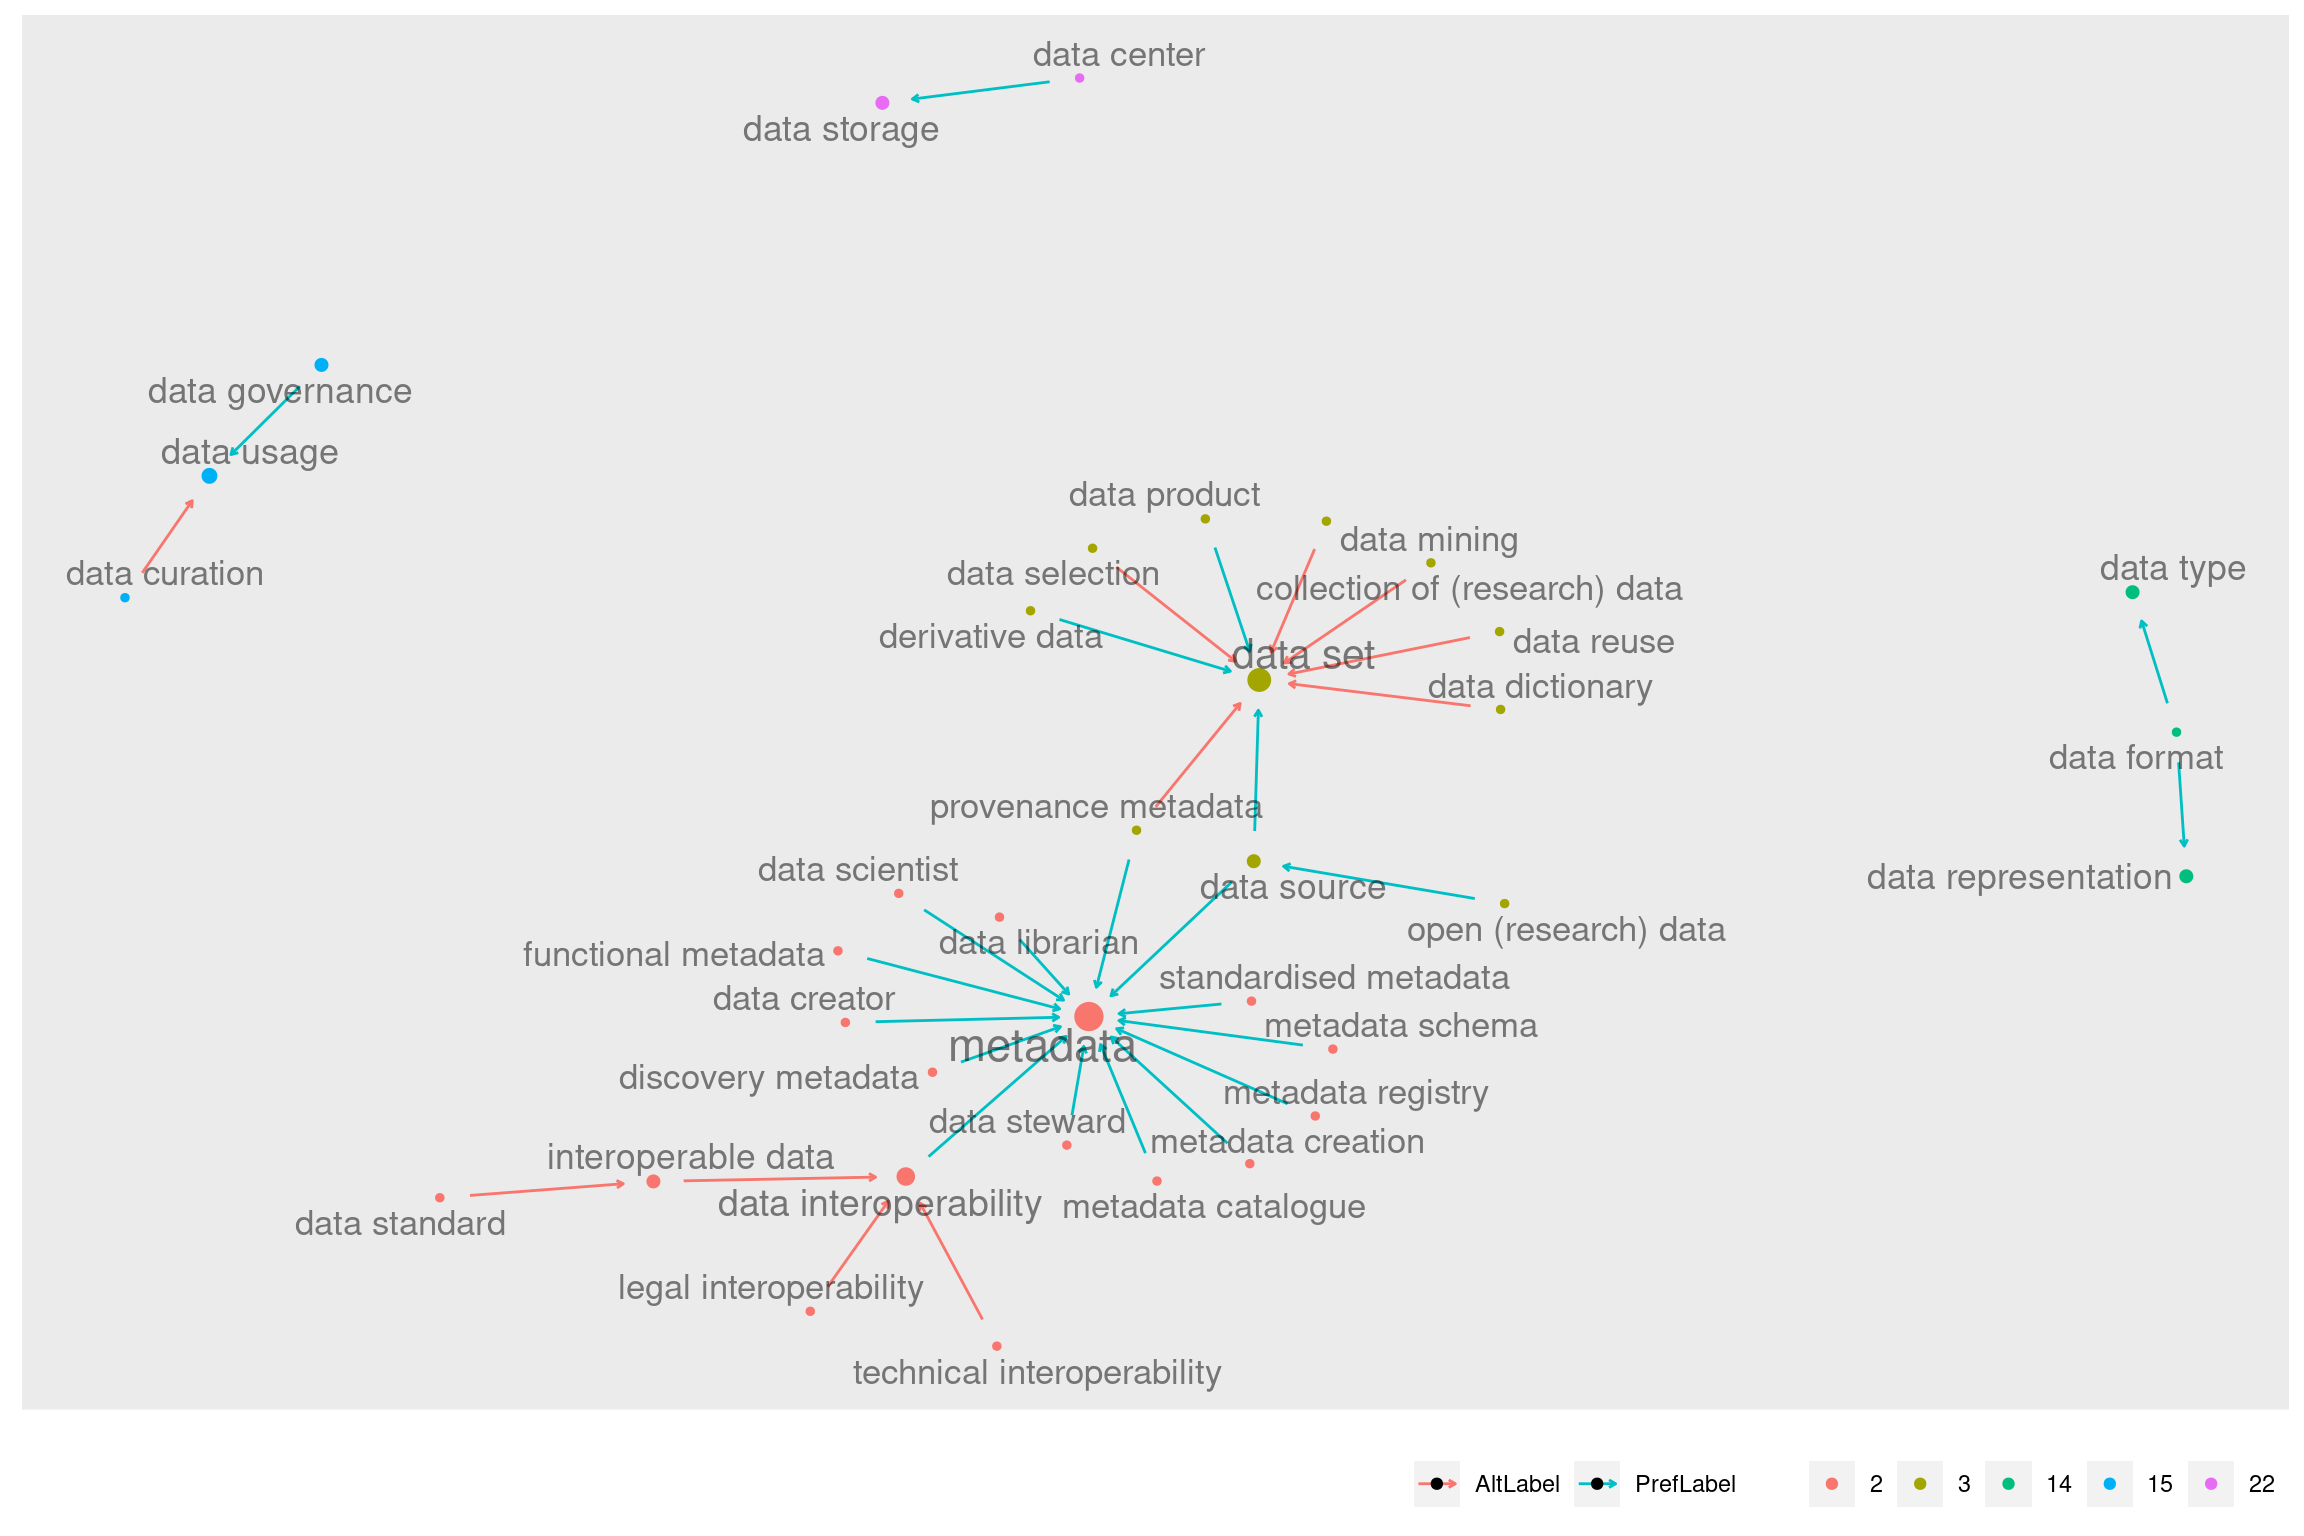 data center
data storage
data governance
data usage
data product
data mining
data selection
data curation
collection of (research) data
data type
derivative data
data reuse
data set
data dictionary
data format
provenance metadata
data scientist
data source
data representation
data librarian
open (research) data
functional metadata
standardised metadata
data creator
metadata schema
metadata
discovery metadata
metadata registry
data steward
metadata creation
interoperable data
data interoperability
metadata catalogue
data standard
legal interoperability
technical interoperability
AltLabel PrefLabel 2 3 14 15 22